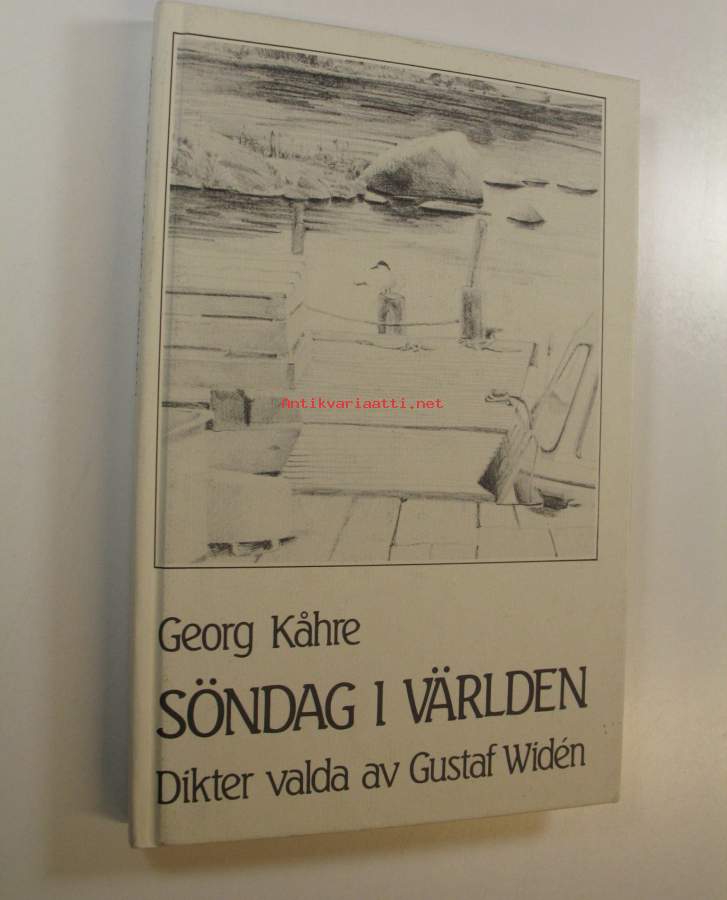 Antikvariaatti.net
Georg Kåhre
SÖNDAG I VÄRLDEN
Dikter valda av Gustaf Widén